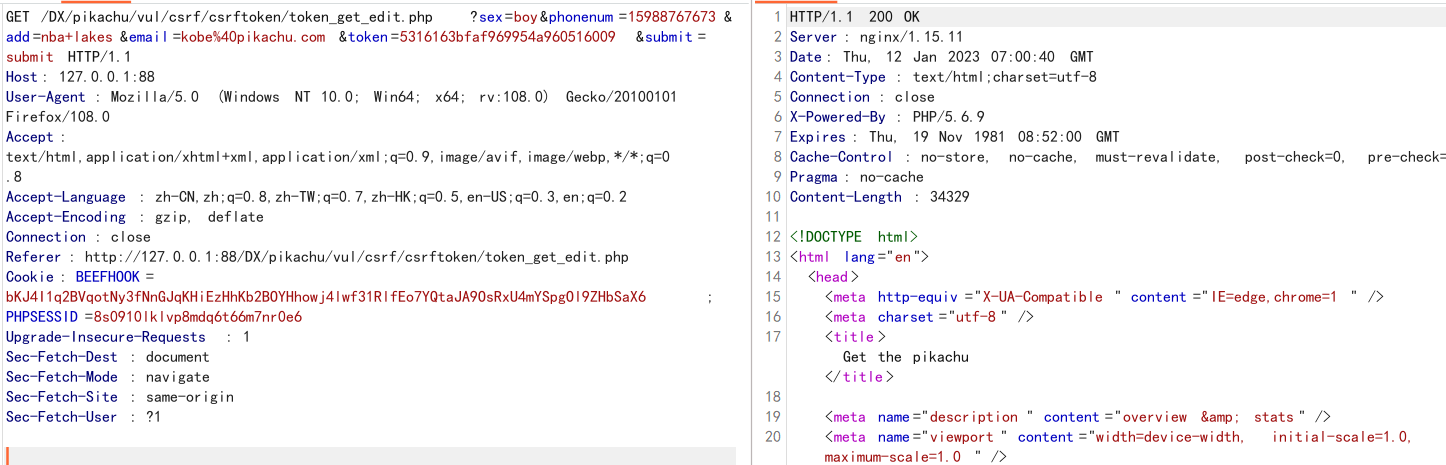 GET /DX/pikachu/vul/csrf/csrftoken/token_get_edit.php ?sex=boy&phonenum=15988767673&
add=nba+lakes&email=kobe%40pikachu.com&token=5316163bfaf969954a960516009&submit=
submit HTTP/1.1
Host: 127.0.0.1:88
User-Agent: Mozilla/5.0 (Windows NT 10.0; Win64; x64; rv:108.0) Gecko/20100101
Firefox/108.0
Accept:
text/html,application/xhtml+xml,application/xml;q=0.9,image/avif,image/webp,*/*;q=0
.8
Accept-Language: zh-CN,zh;q=0.8,zh-TW;q=0.7,zh-HK;q=0.5,en-US;q=0.3,en;q=0.2
Accept-Encoding: gzip, deflate
Connection: close
Referer: http://127.0.0.1:88/DX/pikachu/vul/csrf/csrftoken/token_get_edit.php
Cookie: BEEFHOOK=
bKJ4l1q2BVqotNy3fNnGJqKHiEzHhKb2BOYHhowj4lwf31RlfEo7YQtaJA9OsRxU4mYSpgOl9ZHbSaX6;
PHPSESSID=8s0910lklvp8mdq6t66m7nr0e6
Upgrade-Insecure-Requests: 1
Sec-Fetch-Dest: document
Sec-Fetch-Mode: navigate
Sec-Fetch-Site: same-origin
Sec-Fetch-User: ?1
1 HTTP/1.1 200 OK
2 Server: nginx/1.15.11
3 Date: Thu, 12 Jan 2023 07:00:40 GMT
4 Content-Type: text/html;charset=utf-8
5 Connection: close
6 X-Powered-By: PHP/5.6.9
7 Expires: Thu, 19 Nov 1981 08:52:00 GMT
8 Cache-Control: no-store, no-cache, must-revalidate, post-check=0, pre-check=
9 Pragma: no-cache
10 Content-Length: 34329
11
12 <!DOCTYPE html>
13 <html lang="en">
14 <head>
15 <meta http-equiv="X-UA-Compatible" content="IE=edge,chrome=1" />
16 <meta charset="utf-8" />
17 <title>
Get the pikachu
</title>
18
19 <meta name="description" content="overview &amp; stats" />
20 <meta name="viewport" content="width=device-width, initial-scale=1.0,
maximum-scale=1.0" />